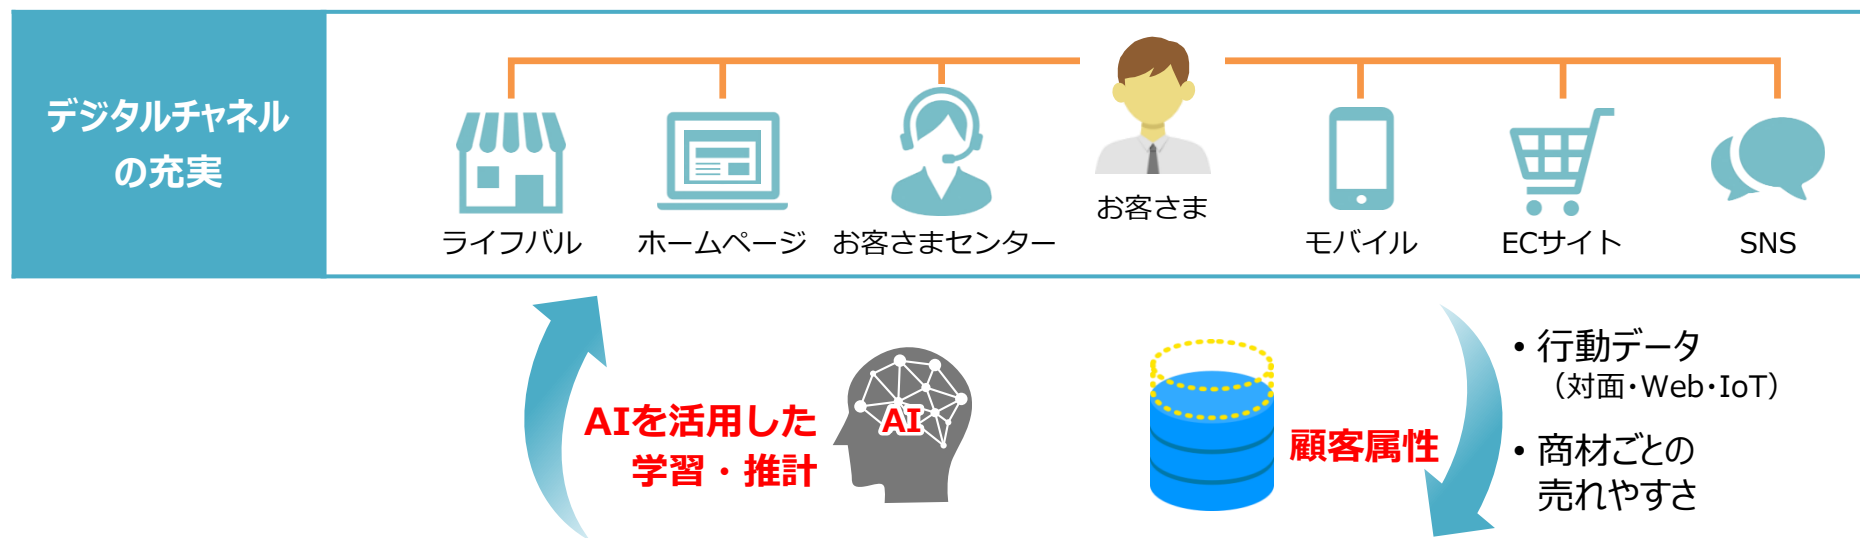 デジタルチャネル
の充実
ライフバル
ホームページ
お客さまセンター
お客さま
モバイル
ECサイト
SNS
AIを活用した
学習・推計
AI
顧客属性
• 行動データ
（対面・Web・IoT）
• 商材ごとの
売れやすさ